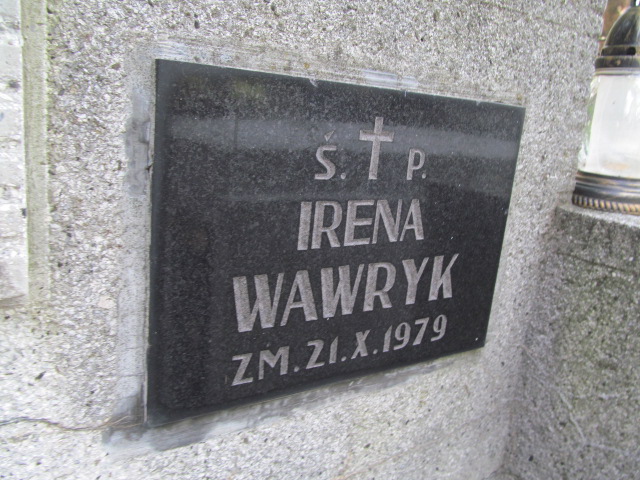 Ś. P.
IRENA
WAWRYK
ZM. 21.X.1979